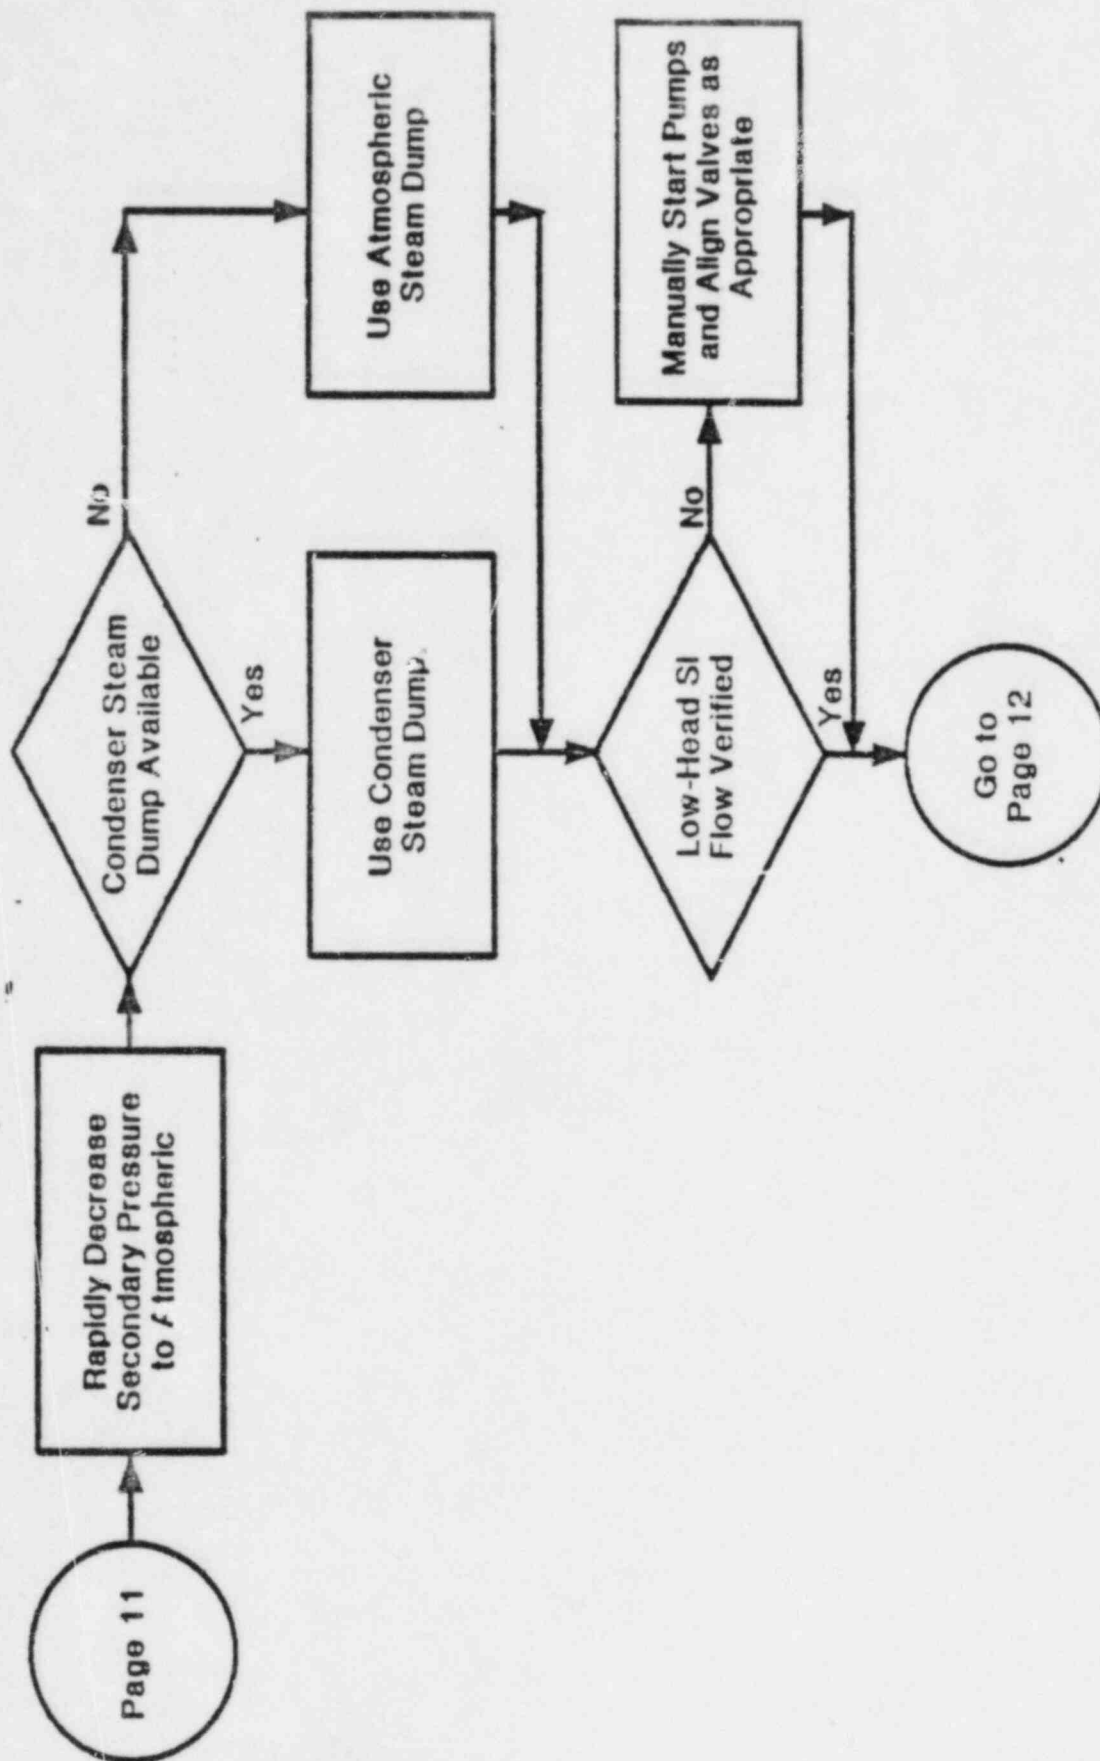 Page 11
Rapidly Decrease
Secondary Pressure
to Atmospheric
Condenser Steam
Dump Available
No
Yes
Use Condenser
Steam Dump.
Use Atmospheric
Steam Dump
Low-Head SI
Flow Verified
No
Yes
Manually Start Pumps
and Align Valves as
Appropriate
Go to
Page 12